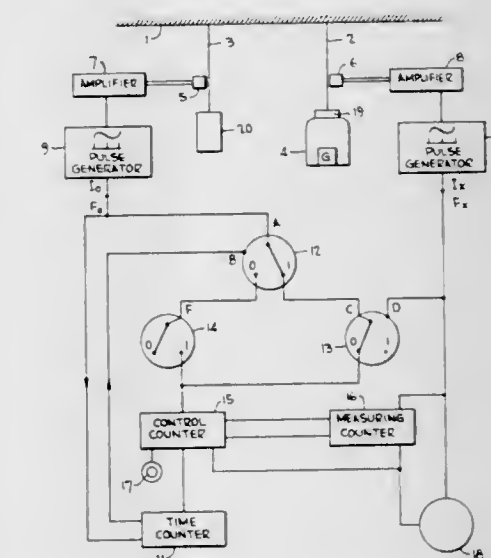 1
3
2
7
AMPLIFIER
5
6
8
AMPLIFIER
9
PULSE
GENERATOR
20
4
19
G
PULSE
GENERATOR
Io
Fo
Ix
Fx
A
B
0
1
12
F
0
1
14
C
D
0
1
13
15
CONTROL
COUNTER
16
MEASURING
COUNTER
17
TIME
COUNTER
18